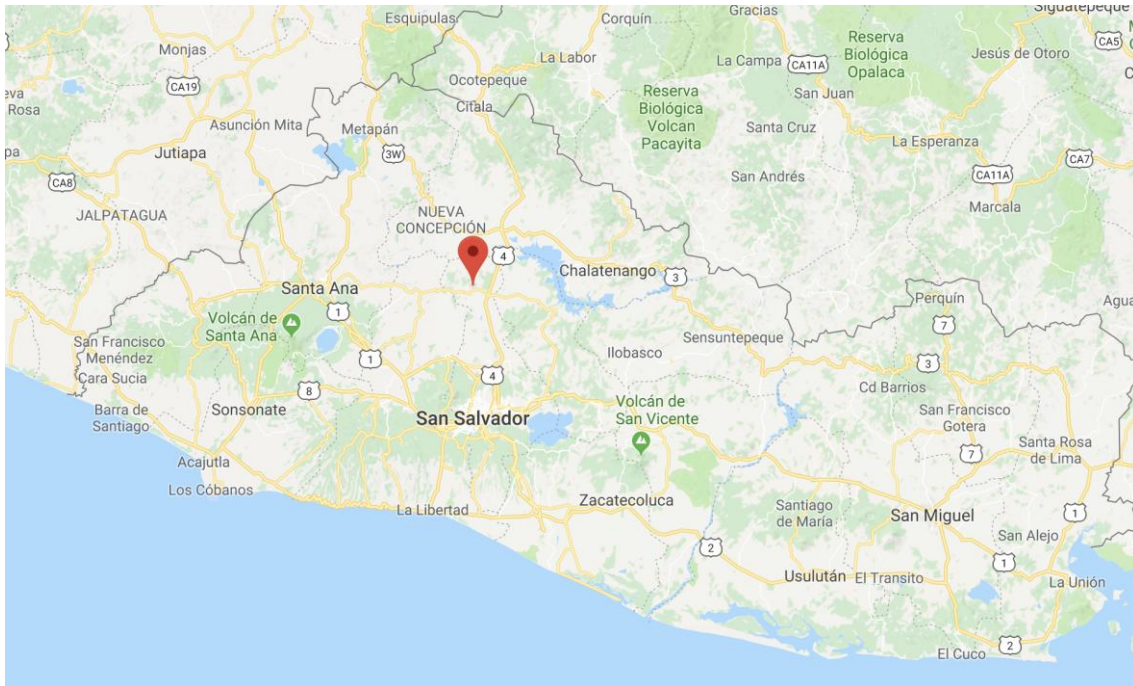 Esquipulas
Gracias
Siguatepeque
Corquín
Monjas
La Labor
La Campa
CA11A
Reserva
Biológica
Opalaca
Jesús de Otoro
CA5
CA19
Ocotepeque
Reserva
Biológica
Volcan
Pacayita
San Juan
eva
Rosa
Citala
Asunción Mita
Metapán
Santa Cruz
La Esperanza
Jutiapa
3W
CA7
pa
CA8
San Andrés
CA11A
Marcala
JALPATAGUA
NUEVA
CONCEPCIÓN
4
Chalatenango
3
Santa Ana
Perquín
Agua
Volcán de
Santa Ana
1
7
San Francisco
Menéndez
Sensuntepeque
Ilobasco
1
3
Cara Sucia
4
8
Cd Barrios
Barra de
Santiago
Sonsonate
San Salvador
Volcán de
San Vicente
San Francisco
Gotera
Santa Rosa
de Lima
7
Acajutla
Los Cóbanos
La Libertad
Zacatecoluca
Santiago
de María
San Miguel
1
San Alejo
2
1
Usulután
El Transito
La Unión
El Cuco
2